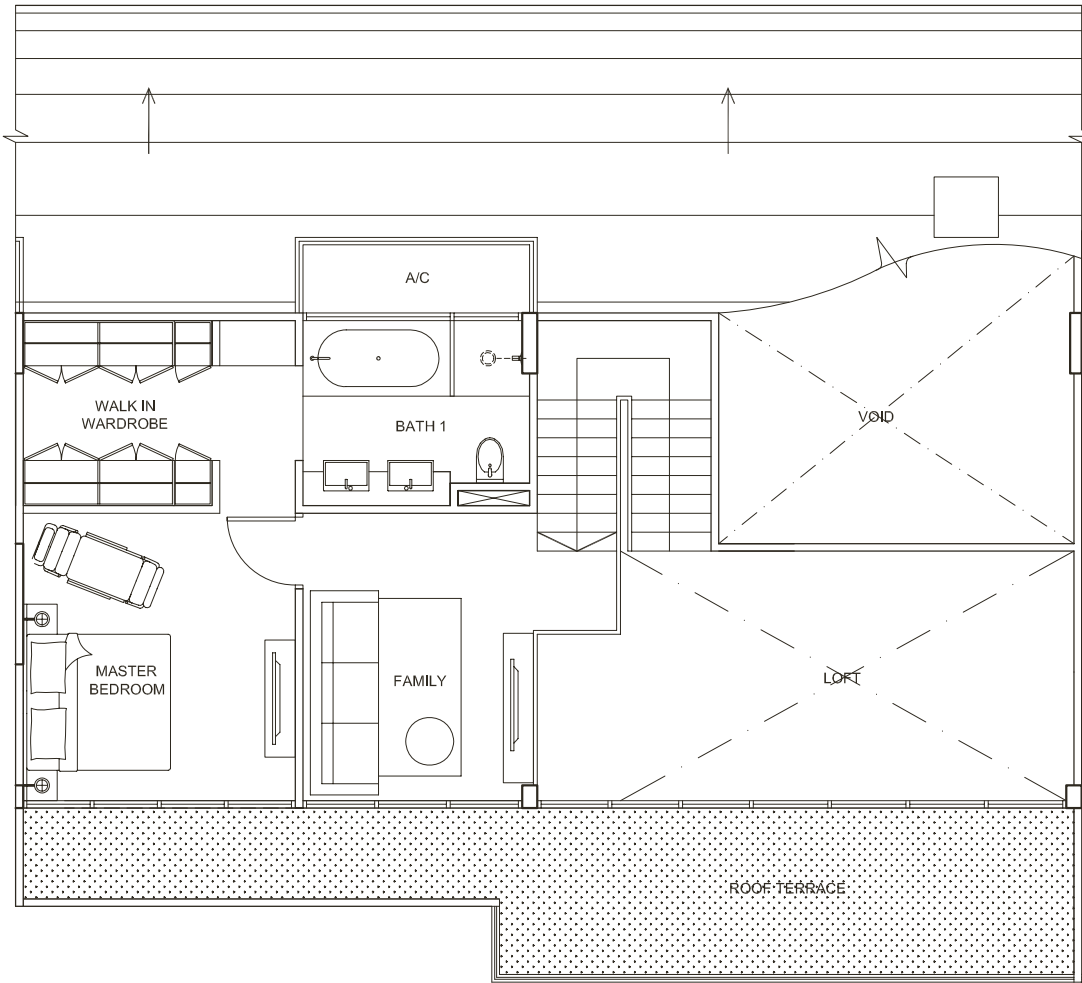 A/C
WALK IN
WARDROBE
BATH 1
VOID
MASTER
BEDROOM
FAMILY
LOFT
ROOF TERRACE